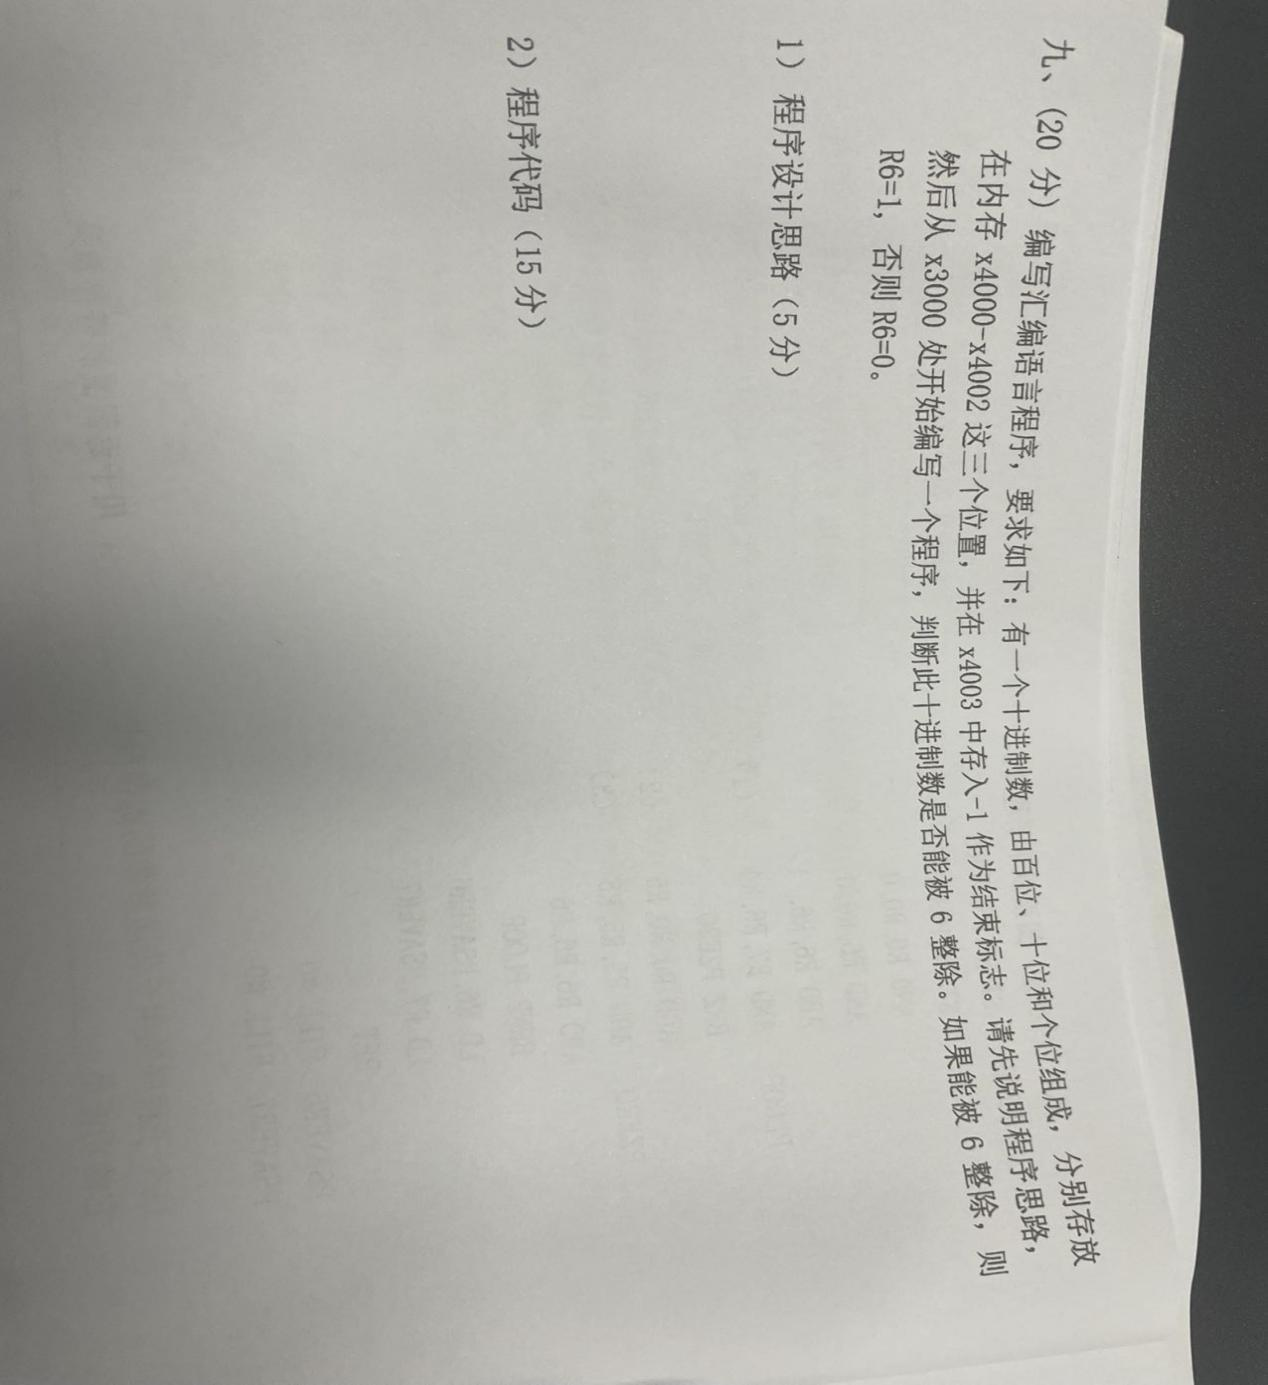 九、(20 分) 编写汇编语言程序，要求如下：有一个十进制数，由百位、十位和个位组成，分别存放
在内存 x4000-x4002 这三个位置，并在 x4003 中存入-1 作为结束标志。请先说明程序思路，
然后从 x3000 处开始编写一个程序，判断此十进制数是否能被 6 整除。如果能被 6 整除，则
R6=1，否则 R6=0。
1）程序设计思路（5 分）
2）程序代码（15 分）